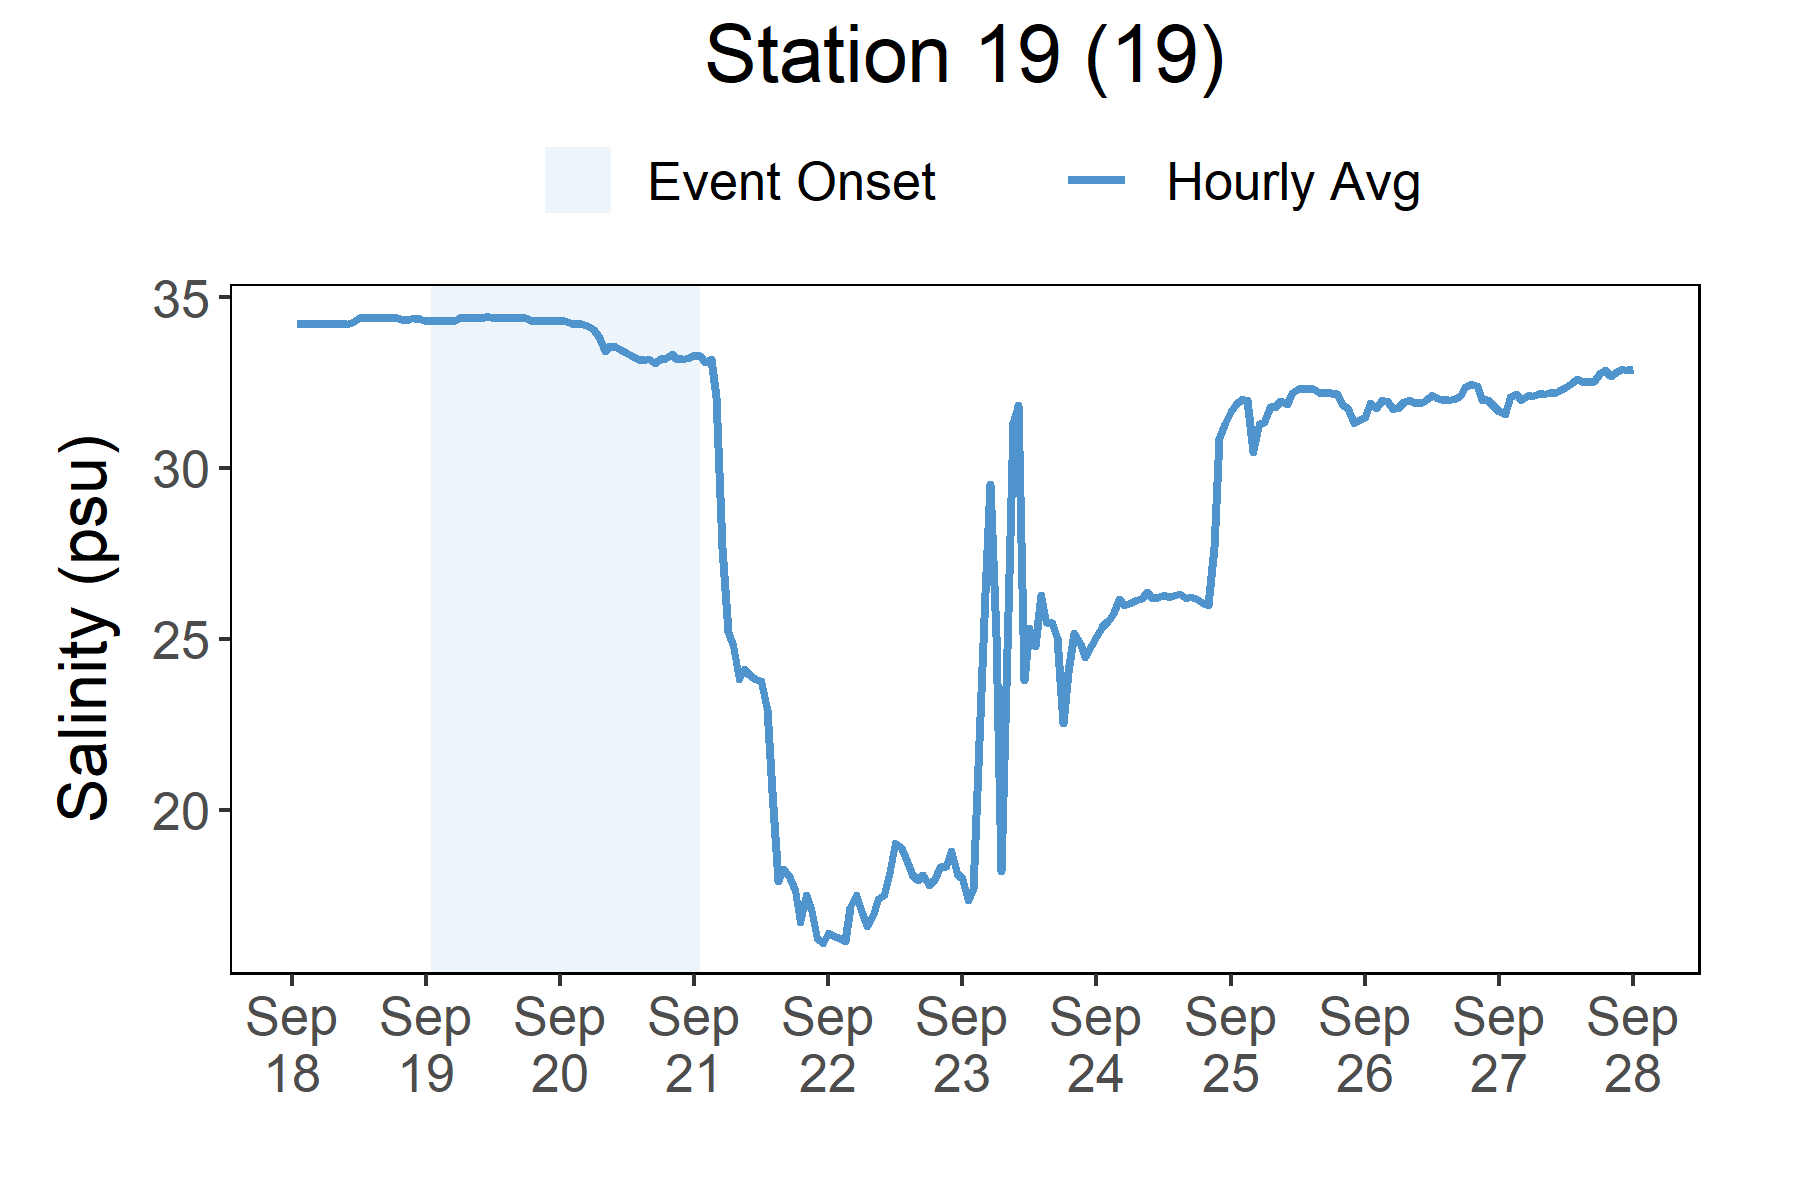 Station 19 (19)
Event Onset
Hourly Avg
Salinity (psu)
35
30
25
20
Sep 18
Sep 19
Sep 20
Sep 21
Sep 22
Sep 23
Sep 24
Sep 25
Sep 26
Sep 27
Sep 28